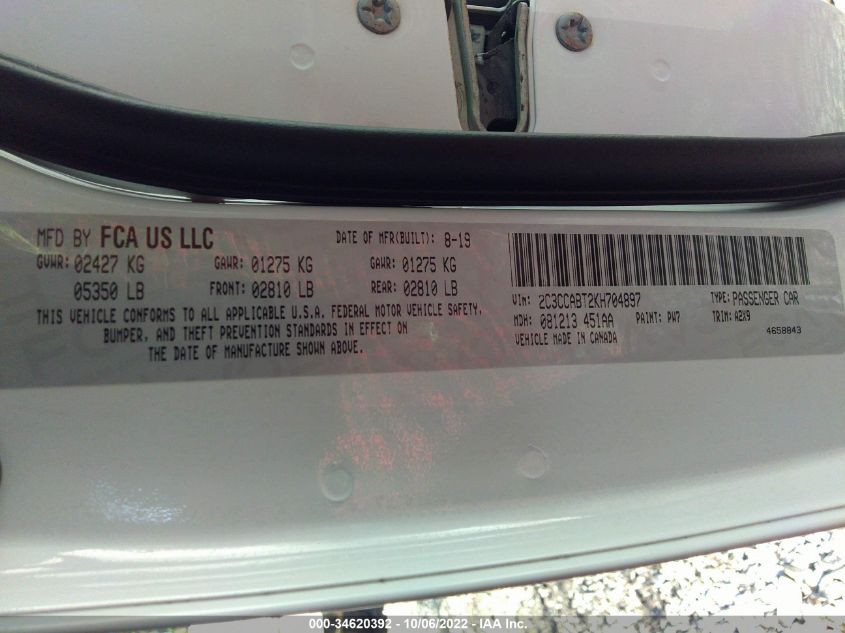 MFD BY FCA US LLC
DATE OF MFR(BUILT): 8-19
GVWR: 02427 KG GAWR: 01275 KG GAWR: 01275 KG
05350 LB FRONT: 02810 LB REAR: 02810 LB
THIS VEHICLE CONFORMS TO ALL APPLICABLE U.S.A. FEDERAL MOTOR VEHICLE SAFETY,
BUMPER, AND THEFT PREVENTION STANDARDS IN EFFECT ON
THE DATE OF MANUFACTURE SHOWN ABOVE.
VIN: 2C3CCABT2KH704897 TYPE: PASSENGER CAR
MDH: 081213 451AA PAINT: PW7 TRIM: A2X9
VEHICLE MADE IN CANADA 4658843
000-34620392 - 10/06/2022 - IAA Inc.